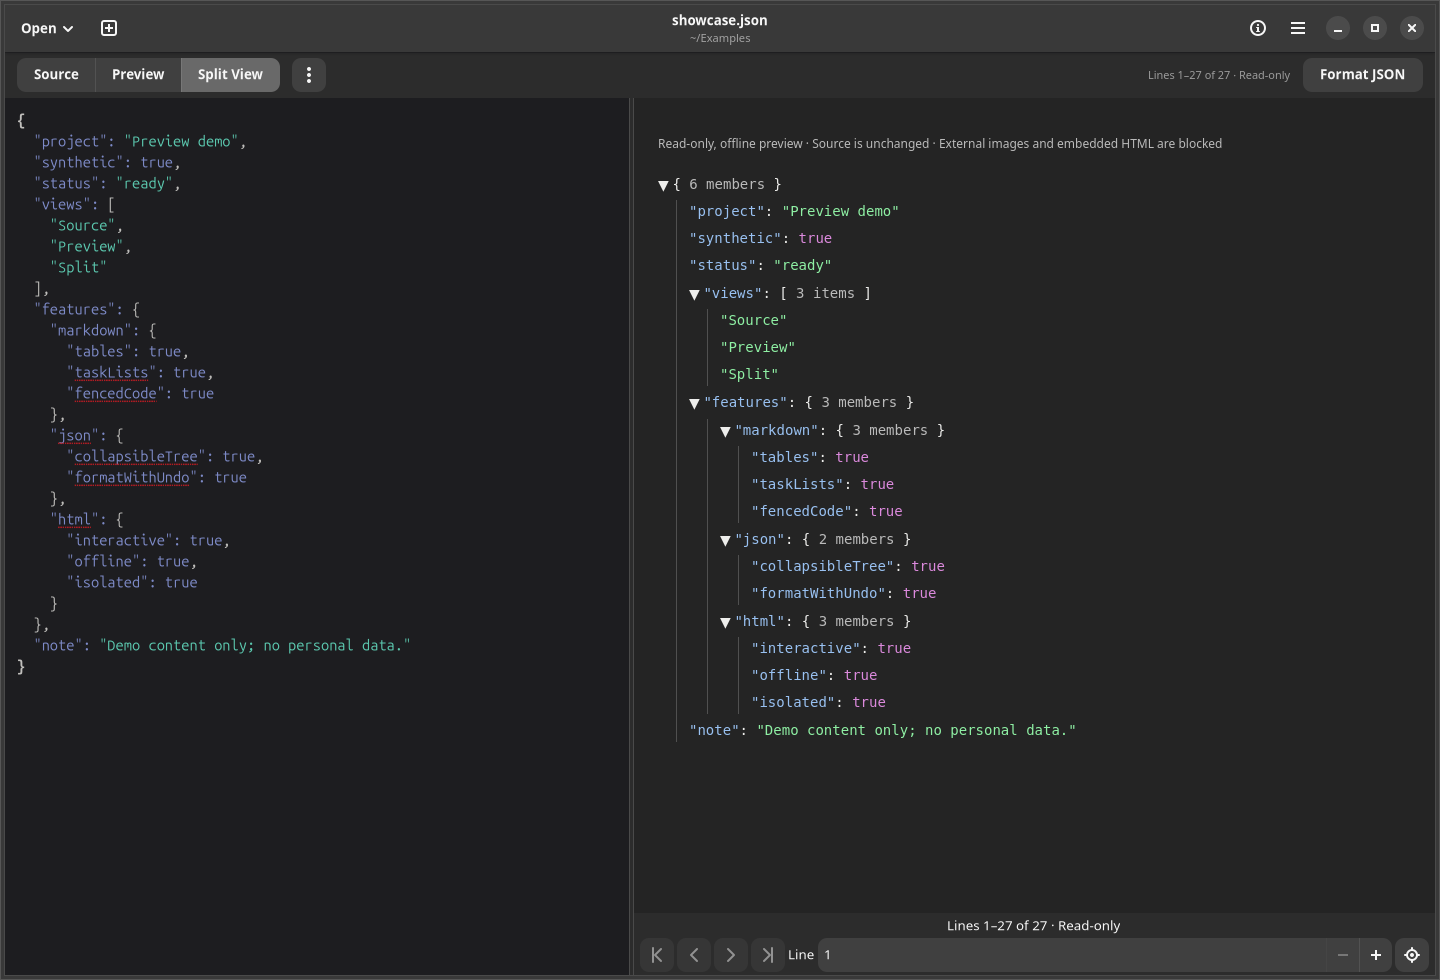 Open
showcase.json
~/Examples
Source Preview Split View
Lines 1–27 of 27 · Read-only
Format JSON
{
  "project": "Preview demo",
  "synthetic": true,
  "status": "ready",
  "views": [
    "Source",
    "Preview",
    "Split"
  ],
  "features": {
    "markdown": {
      "tables": true,
      "taskLists": true,
      "fencedCode": true
    },
    "json": {
      "collapsibleTree": true,
      "formatWithUndo": true
    },
    "html": {
      "interactive": true,
      "offline": true,
      "isolated": true
    }
  },
  "note": "Demo content only; no personal data."
}
Read-only, offline preview · Source is unchanged · External images and embedded HTML are blocked
▼{ 6 members }
"project": "Preview demo"
"synthetic": true
"status": "ready"
▼"views": [ 3 items ]
"Source"
"Preview"
"Split"
▼"features": { 3 members }
▼"markdown": { 3 members }
"tables": true
"taskLists": true
"fencedCode": true
▼"json": { 2 members }
"collapsibleTree": true
"formatWithUndo": true
▼"html": { 3 members }
"interactive": true
"offline": true
"isolated": true
"note": "Demo content only; no personal data."
Lines 1–27 of 27 · Read-only
Line 1